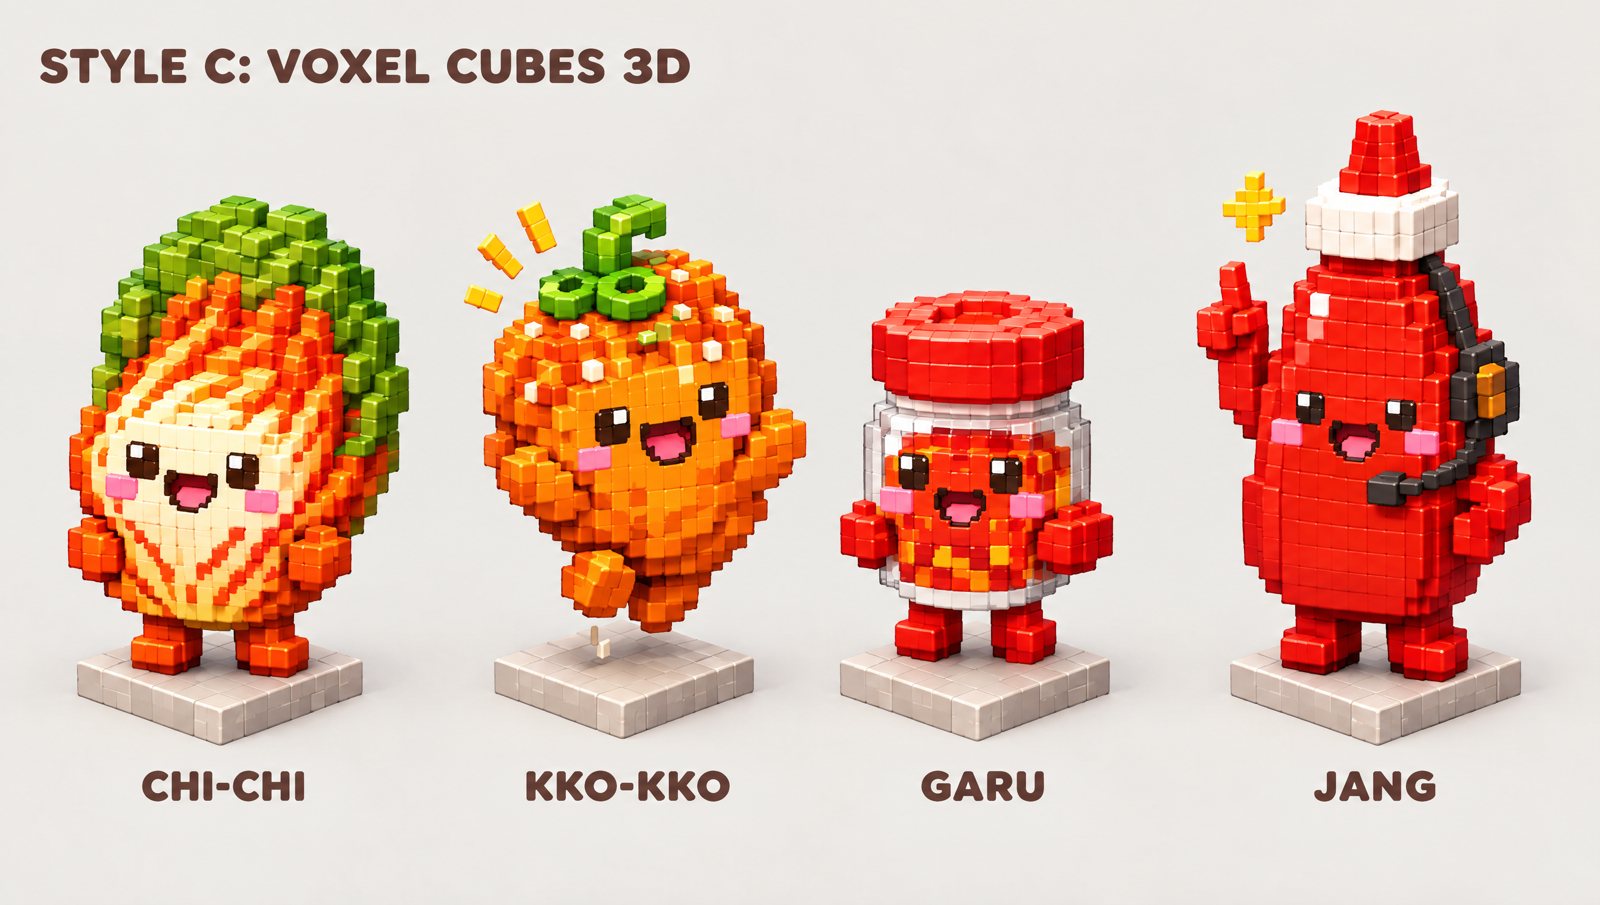 STYLE C: VOXEL CUBES 3D
CHI-CHI
KKO-KKO
GARU
JANG